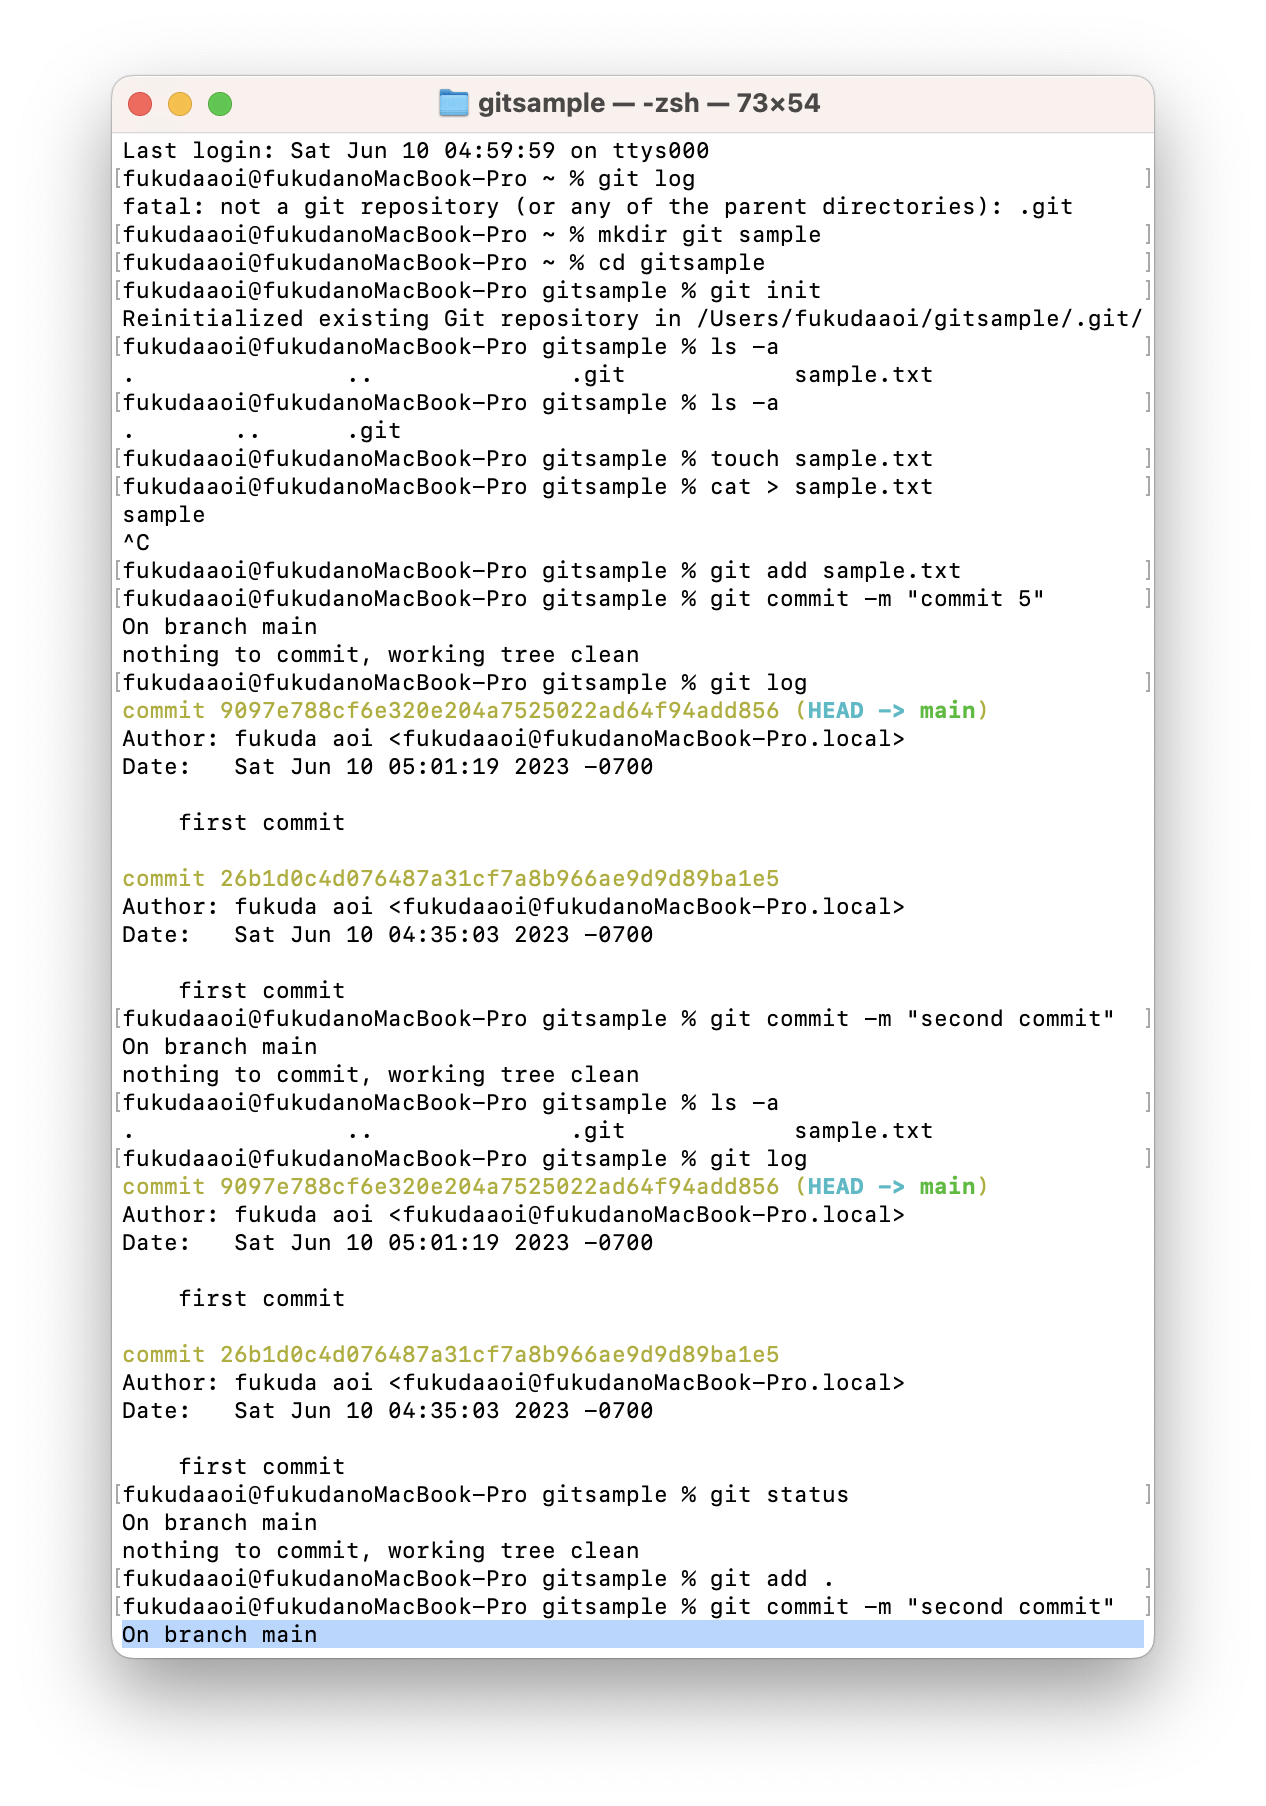 gitsample — -zsh — 73×54
Last login: Sat Jun 10 04:59:59 on ttys000
[fukudaaoi@fukudanoMacBook-Pro ~ % git log ]
fatal: not a git repository (or any of the parent directories): .git
[fukudaaoi@fukudanoMacBook-Pro ~ % mkdir git sample ]
[fukudaaoi@fukudanoMacBook-Pro ~ % cd gitsample ]
[fukudaaoi@fukudanoMacBook-Pro gitsample % git init ]
Reinitialized existing Git repository in /Users/fukudaaoi/gitsample/.git/
[fukudaaoi@fukudanoMacBook-Pro gitsample % ls -a ]
. .. .git sample.txt
[fukudaaoi@fukudanoMacBook-Pro gitsample % ls -a ]
. .. .git
[fukudaaoi@fukudanoMacBook-Pro gitsample % touch sample.txt ]
[fukudaaoi@fukudanoMacBook-Pro gitsample % cat > sample.txt ]
sample
^C
[fukudaaoi@fukudanoMacBook-Pro gitsample % git add sample.txt ]
[fukudaaoi@fukudanoMacBook-Pro gitsample % git commit -m "commit 5" ]
On branch main
nothing to commit, working tree clean
[fukudaaoi@fukudanoMacBook-Pro gitsample % git log ]
commit 9097e788cf6e320e204a7525022ad64f94add856 (HEAD -> main)
Author: fukuda aoi <fukudaaoi@fukudanoMacBook-Pro.local>
Date: Sat Jun 10 05:01:19 2023 -0700
first commit
commit 26b1d0c4d076487a31cf7a8b966ae9d9d89ba1e5
Author: fukuda aoi <fukudaaoi@fukudanoMacBook-Pro.local>
Date: Sat Jun 10 04:35:03 2023 -0700
first commit
[fukudaaoi@fukudanoMacBook-Pro gitsample % git commit -m "second commit" ]
On branch main
nothing to commit, working tree clean
[fukudaaoi@fukudanoMacBook-Pro gitsample % ls -a ]
. .. .git sample.txt
[fukudaaoi@fukudanoMacBook-Pro gitsample % git log ]
commit 9097e788cf6e320e204a7525022ad64f94add856 (HEAD -> main)
Author: fukuda aoi <fukudaaoi@fukudanoMacBook-Pro.local>
Date: Sat Jun 10 05:01:19 2023 -0700
first commit
commit 26b1d0c4d076487a31cf7a8b966ae9d9d89ba1e5
Author: fukuda aoi <fukudaaoi@fukudanoMacBook-Pro.local>
Date: Sat Jun 10 04:35:03 2023 -0700
first commit
[fukudaaoi@fukudanoMacBook-Pro gitsample % git status ]
On branch main
nothing to commit, working tree clean
[fukudaaoi@fukudanoMacBook-Pro gitsample % git add . ]
[fukudaaoi@fukudanoMacBook-Pro gitsample % git commit -m "second commit" ]
On branch main